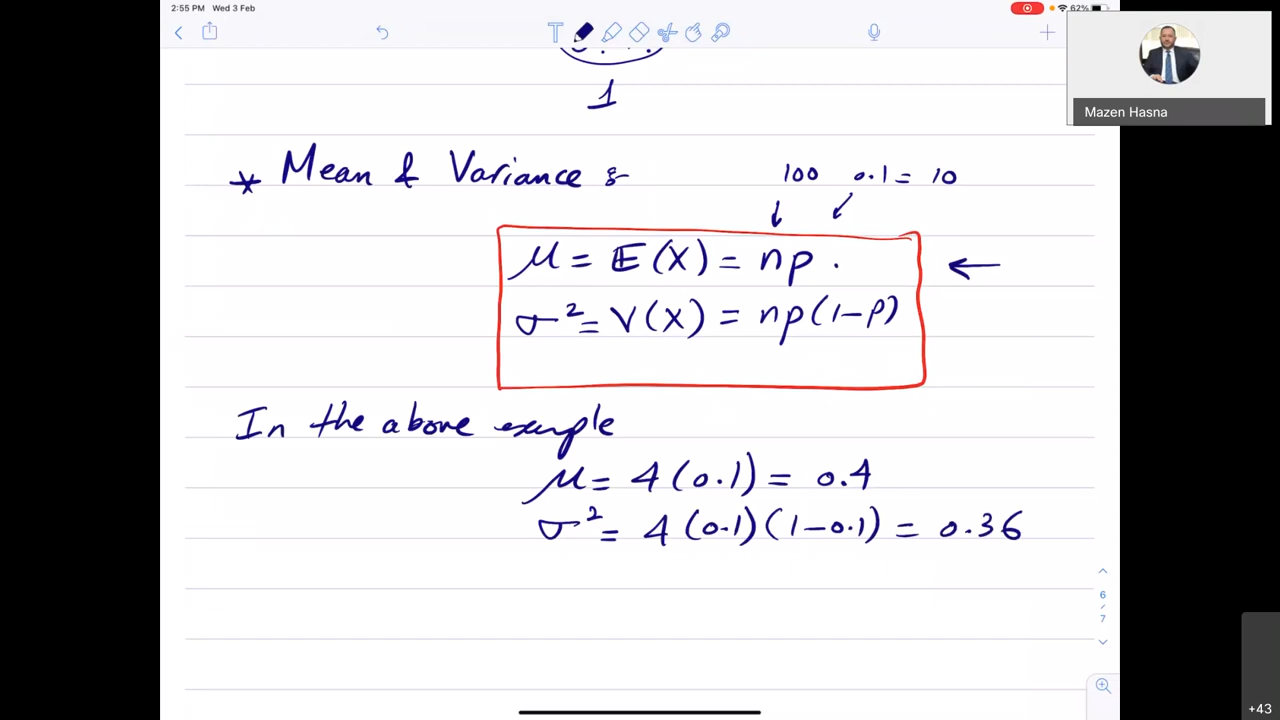 2:55 PM Wed 3 Feb
62%
T
Mazen Hasna
1
* Mean & Variance :-
100 0.1 = 10
μ = E(X) = np .
σ² = V(X) = np(1-p)
In the above example
μ = 4(0.1) = 0.4
σ² = 4(0.1)(1-0.1) = 0.36
6
/
7
+43